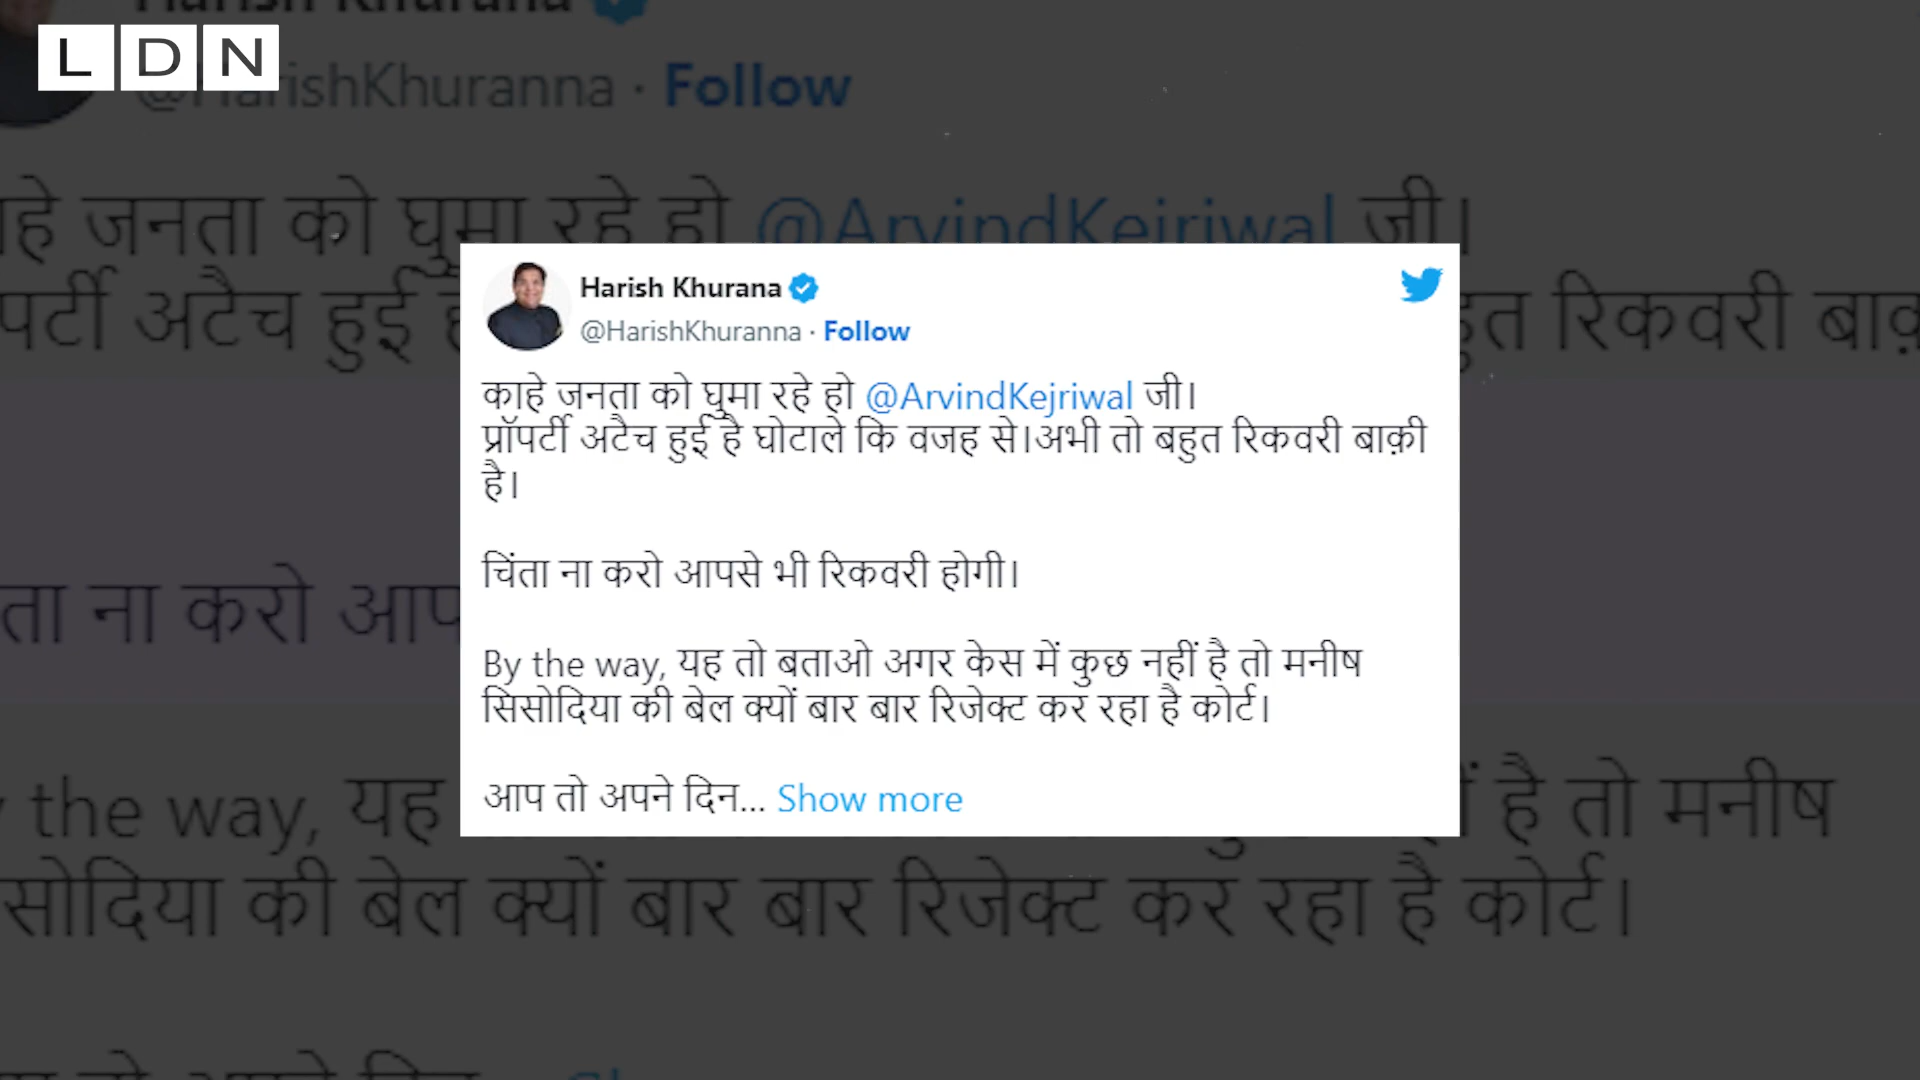 LDN
Harish Khurana
@HarishKhuranna · Follow
काहे जनता को घुमा रहे हो @ArvindKejriwal जी।
प्रॉपर्टी अटैच हुई है घोटाले कि वजह से।अभी तो बहुत रिकवरी बाक़ी
है।
चिंता ना करो आपसे भी रिकवरी होगी।
By the way, यह तो बताओ अगर केस में कुछ नहीं है तो मनीष
सिसोदिया की बेल क्यों बार बार रिजेक्ट कर रहा है कोर्ट।
आप तो अपने दिन... Show more